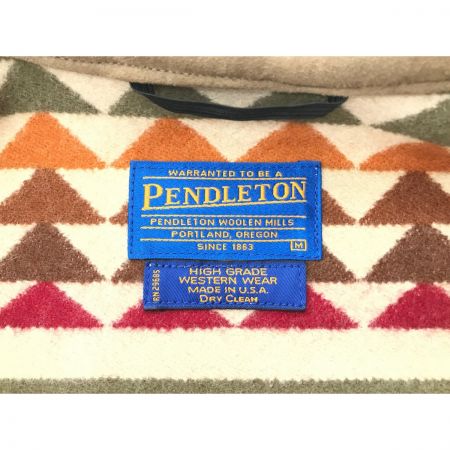 WARRANTED TO BE A
PENDLETON
PENDLETON WOOLEN MILLS
PORTLAND, OREGON
SINCE 1863
M
RN29685
HIGH GRADE
WESTERN WEAR
MADE IN U.S.A.
DRY CLEAN